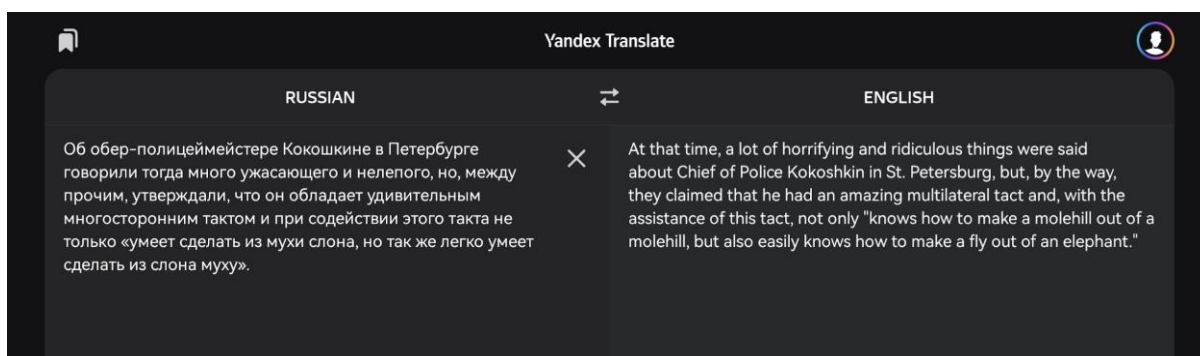 Yandex Translate
RUSSIAN
ENGLISH
Об обер-полицеймейстере Кокошкине в Петербурге
говорили тогда много ужасающего и нелепого, но, между
прочим, утверждали, что он обладает удивительным
многосторонним тактом и при содействии этого такта не
только «умеет сделать из мухи слона, но так же легко умеет
сделать из слона муху».
At that time, a lot of horrifying and ridiculous things were said
about Chief of Police Kokoshkin in St. Petersburg, but, by the way,
they claimed that he had an amazing multilateral tact and, with the
assistance of this tact, not only "knows how to make a molehill out of a
molehill, but also easily knows how to make a fly out of an elephant."